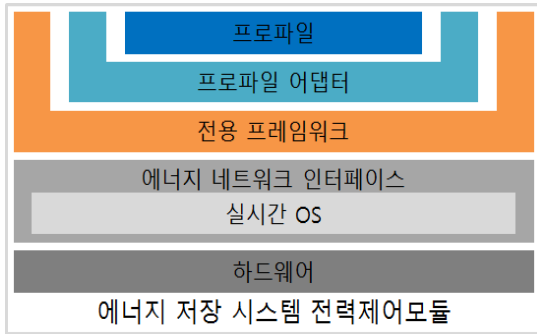 프로파일
프로파일 어댑터
전용 프레임워크
에너지 네트워크 인터페이스
실시간 OS
하드웨어
에너지 저장 시스템 전력제어모듈